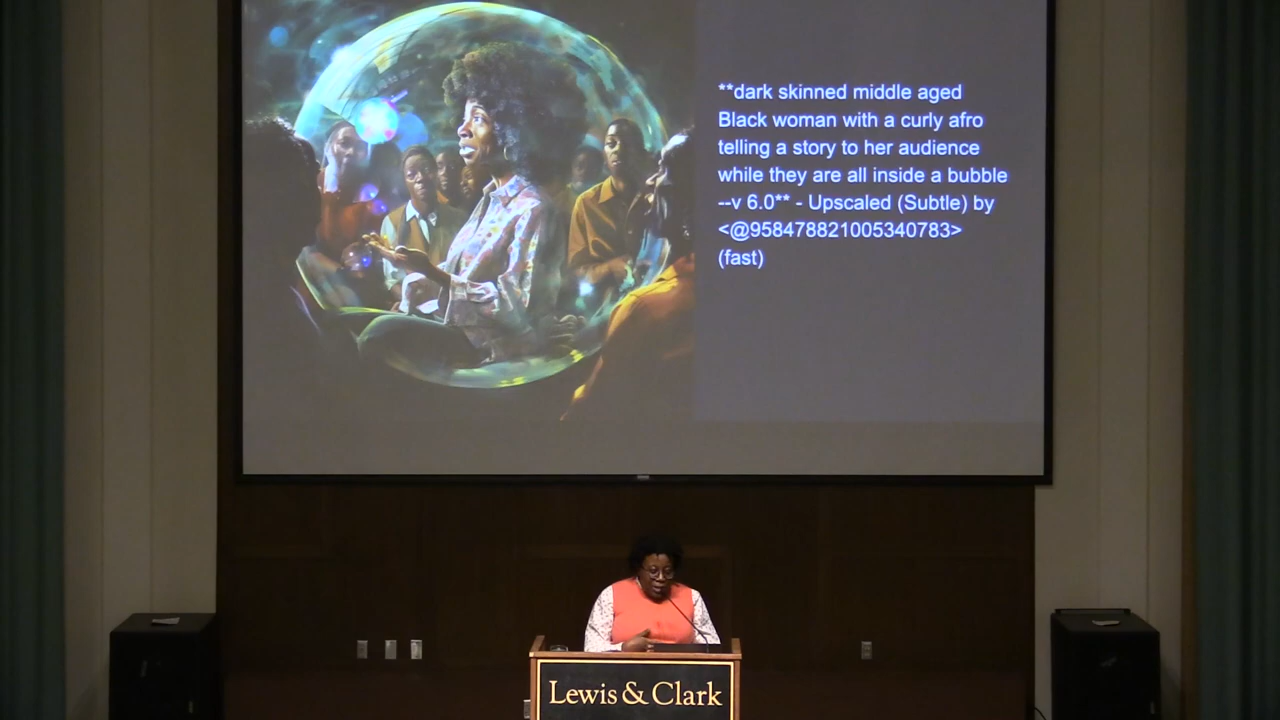 **dark skinned middle aged
Black woman with a curly afro
telling a story to her audience
while they are all inside a bubble
--v 6.0** - Upscaled (Subtle) by
<@958478821005340783>
(fast)
Lewis & Clark